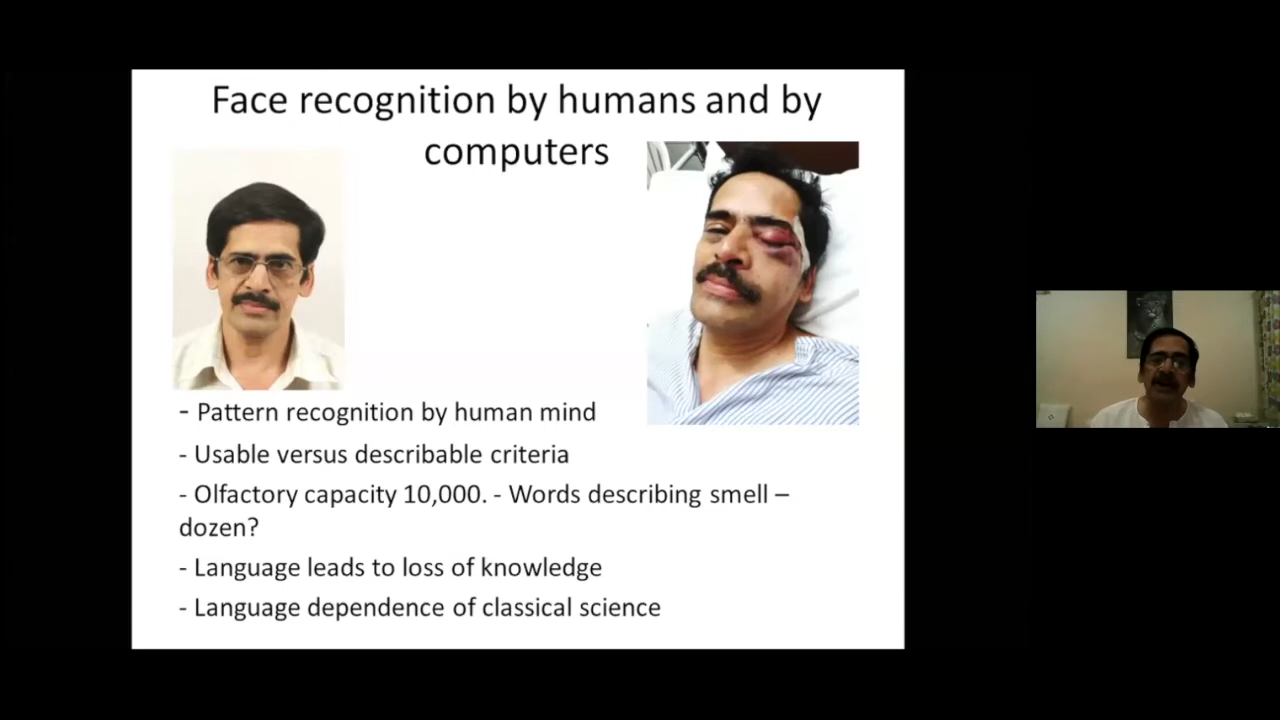 Face recognition by humans and by
computers
- Pattern recognition by human mind
- Usable versus describable criteria
- Olfactory capacity 10,000. - Words describing smell –
dozen?
- Language leads to loss of knowledge
- Language dependence of classical science